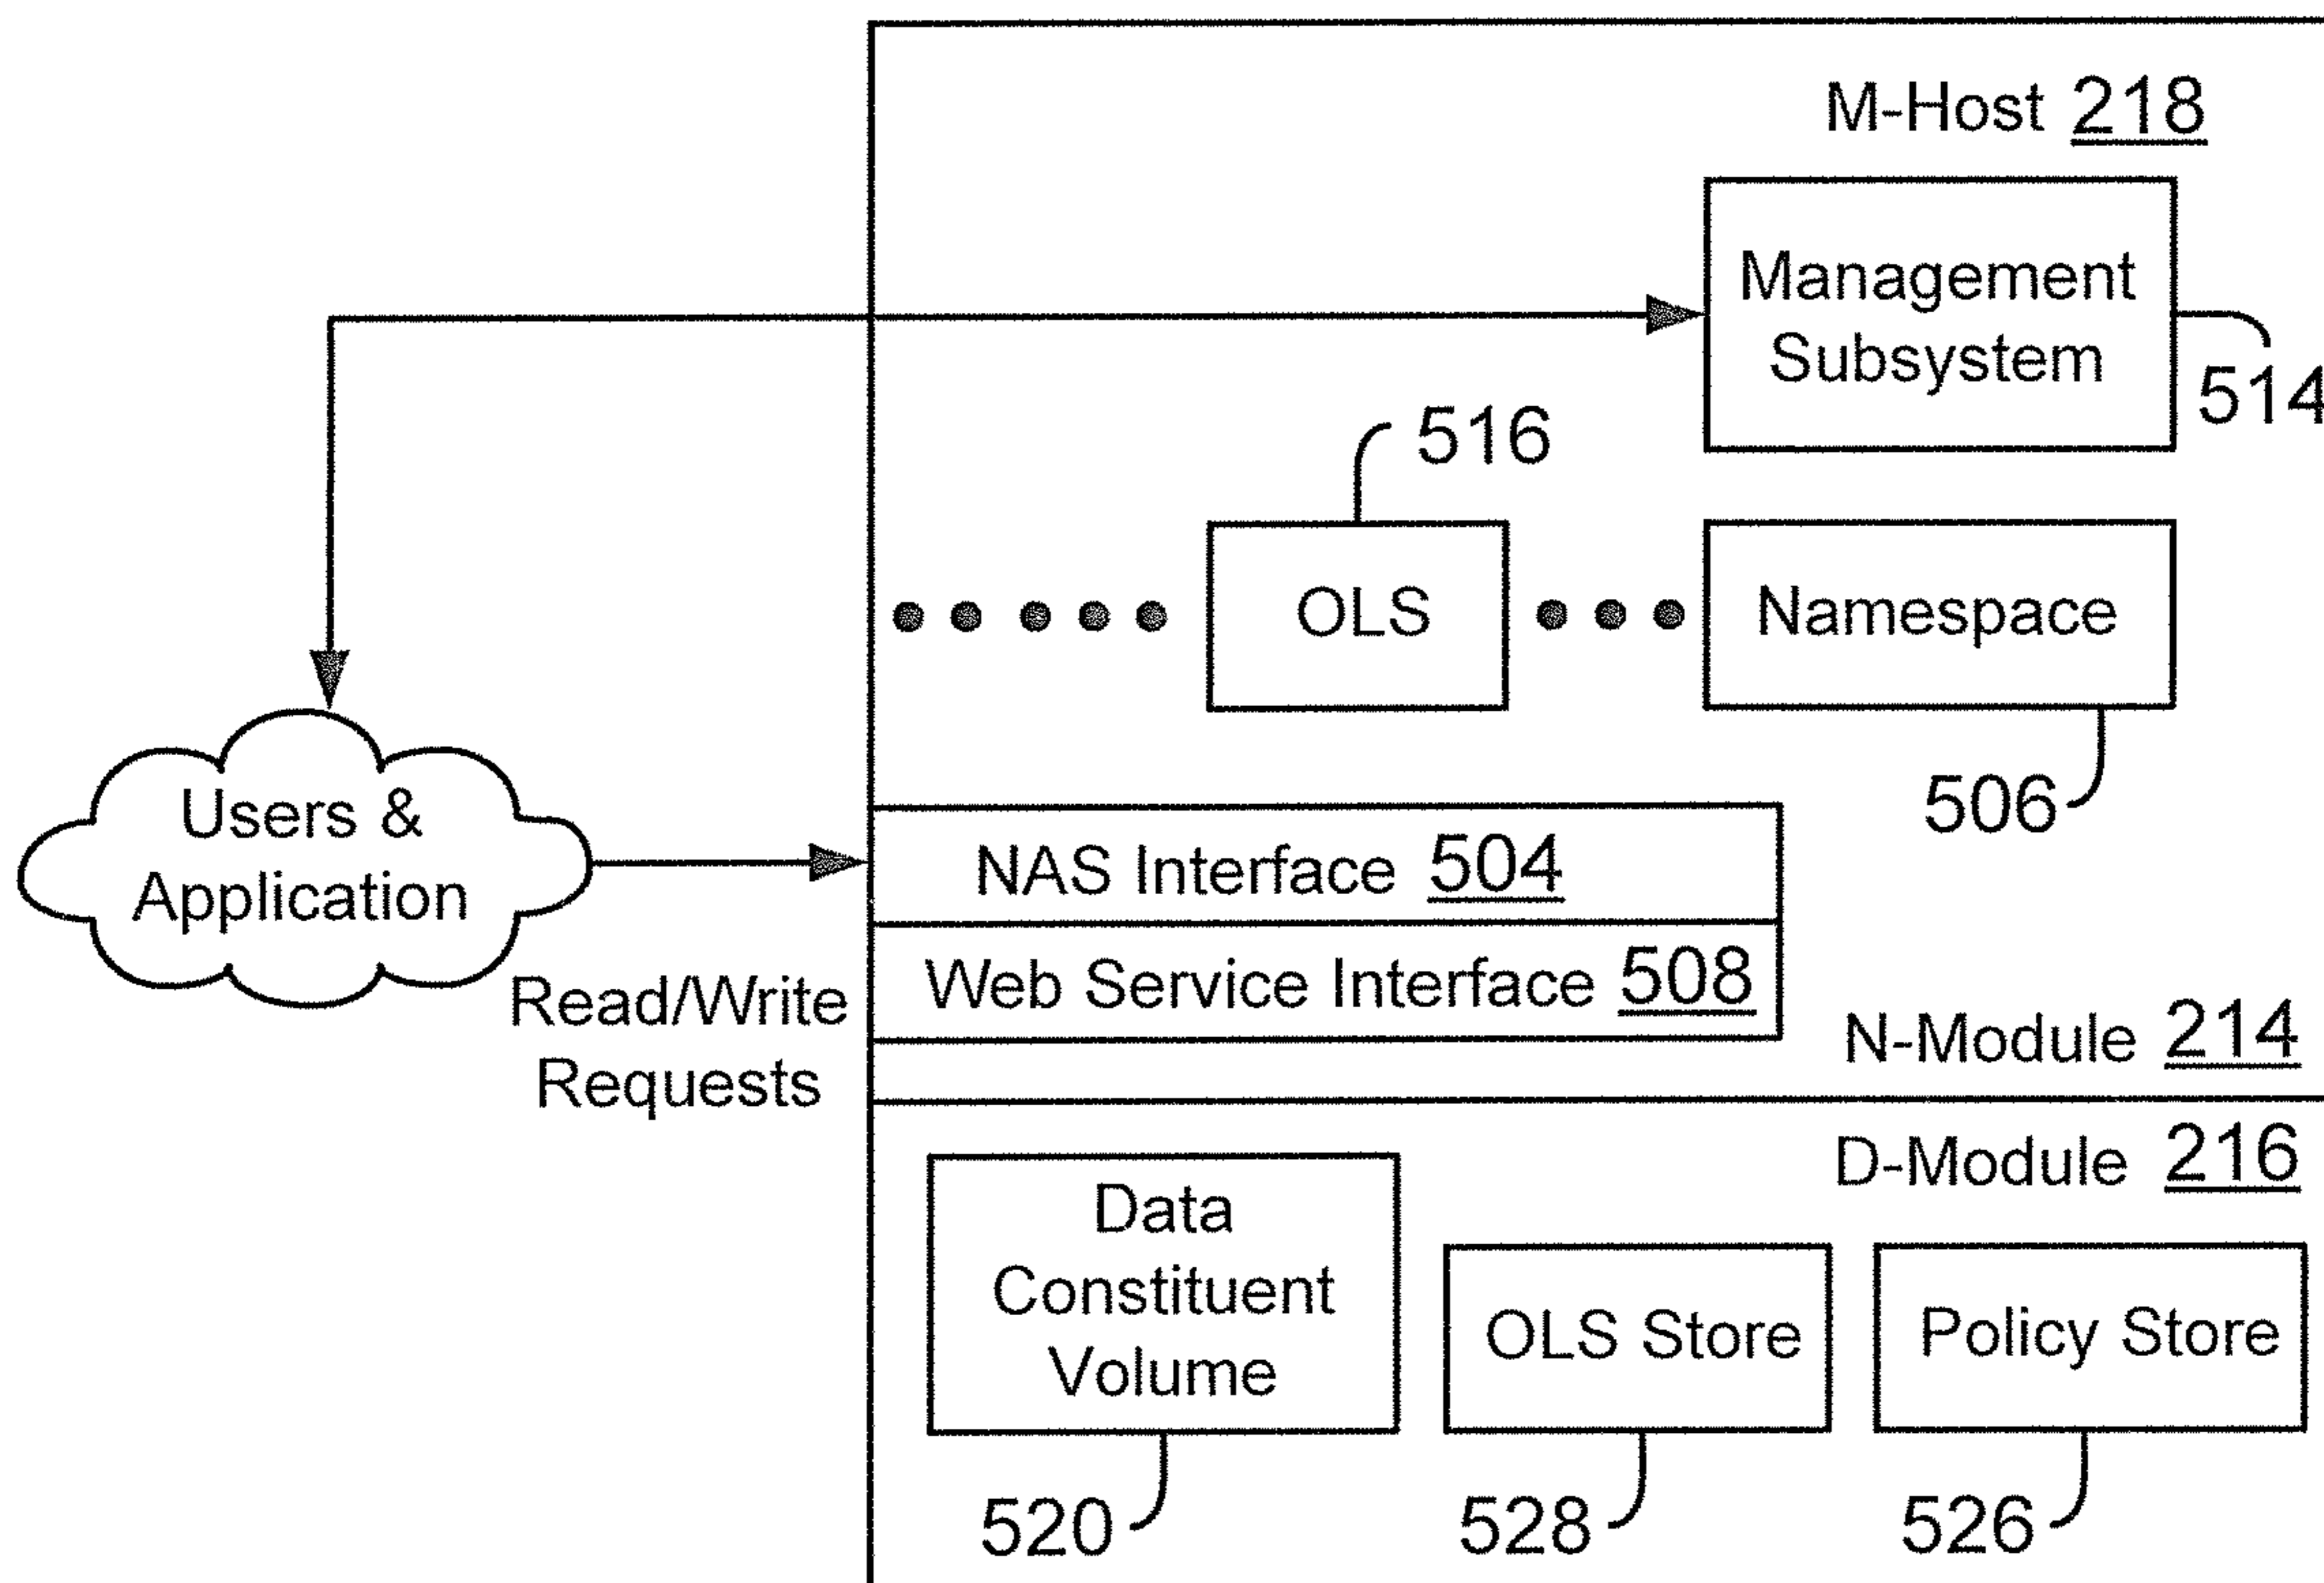 M-Host 218
Management
Subsystem
514
516
OLS
Namespace
506
Users &
Application
NAS Interface 504
Web Service Interface 508
Read/Write
Requests
N-Module 214
D-Module 216
Data
Constituent
Volume
OLS Store
Policy Store
520
528
526